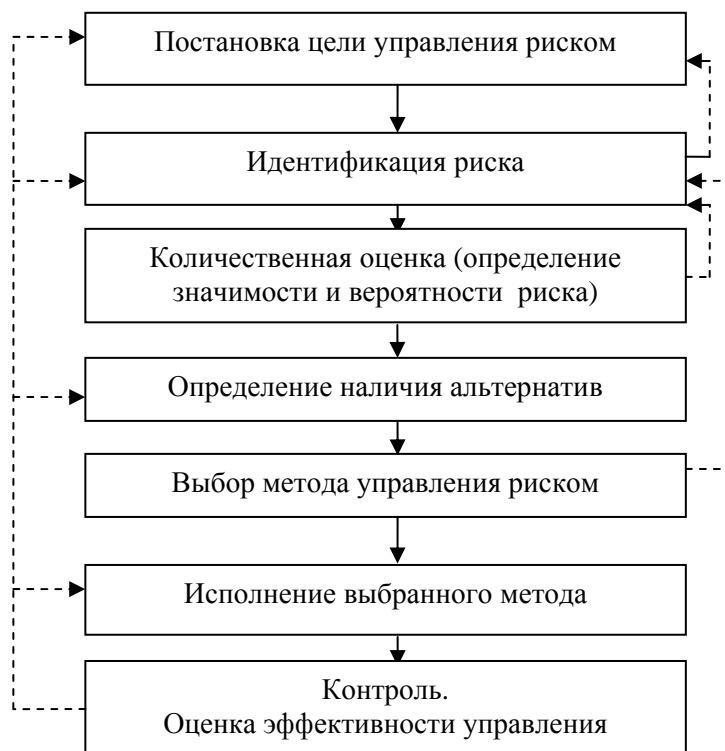 Постановка цели управления риском
Идентификация риска
Количественная оценка (определение
значимости и вероятности риска)
Определение наличия альтернатив
Выбор метода управления риском
Исполнение выбранного метода
Контроль.
Оценка эффективности управления